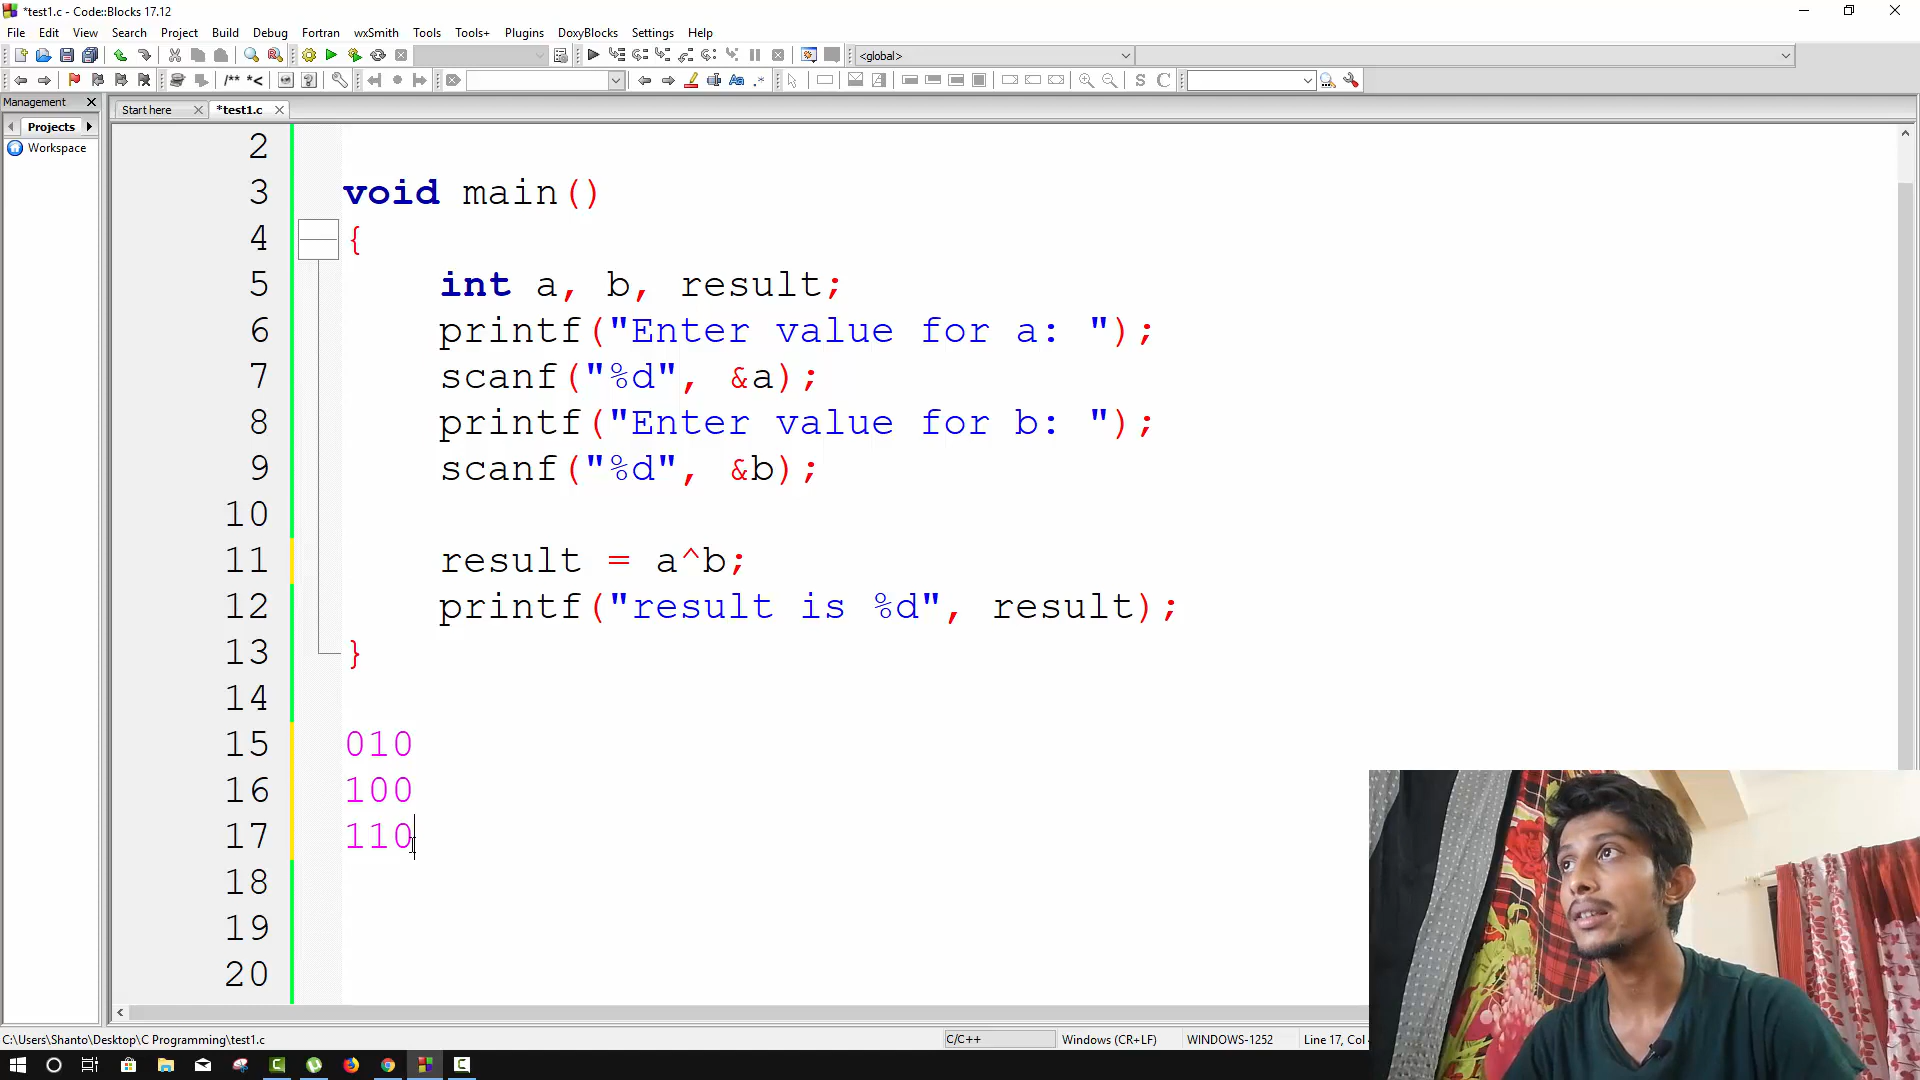 *test1.c - Code::Blocks 17.12
File Edit View Search Project Build Debug Fortran wxSmith Tools Tools+ Plugins DoxyBlocks Settings Help
<global>
/** *<
Aa .* S C
Management
Start here *test1.c
Projects
Workspace
2
3 void main()
4 {
5 int a, b, result;
6 printf("Enter value for a: ");
7 scanf("%d", &a);
8 printf("Enter value for b: ");
9 scanf("%d", &b);
10
11 result = a^b;
12 printf("result is %d", result);
13 }
14
15 010
16 100
17 110
18
19
20
C:\Users\Shanto\Desktop\C Programming\test1.c C/C++ Windows (CR+LF) WINDOWS-1252 Line 17, Col